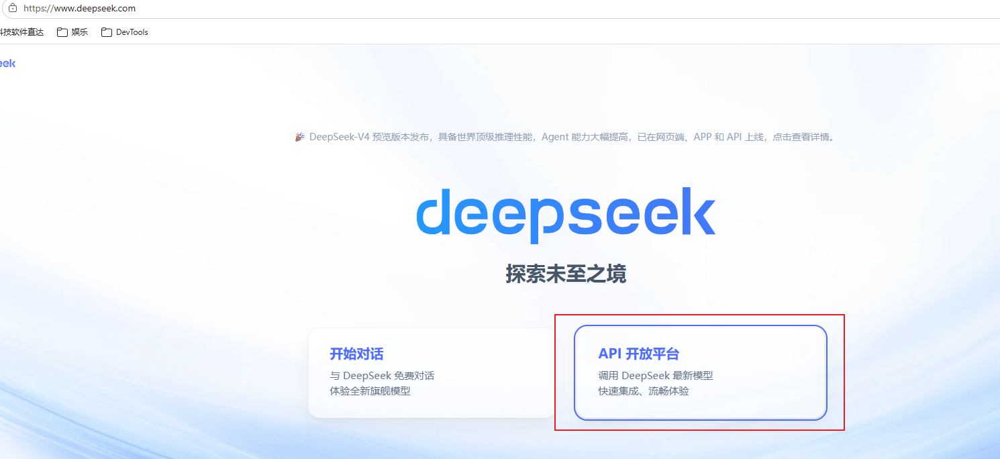 https://www.deepseek.com
科技软件直达 娱乐 DevTools
eek
DeepSeek-V4 预览版本发布，具备世界顶级推理性能，Agent 能力大幅提高，已在网页端、APP 和 API 上线，点击查看详情。
deepseek
探索未至之境
开始对话
与 DeepSeek 免费对话
体验全新旗舰模型
API 开放平台
调用 DeepSeek 最新模型
快速集成、流畅体验